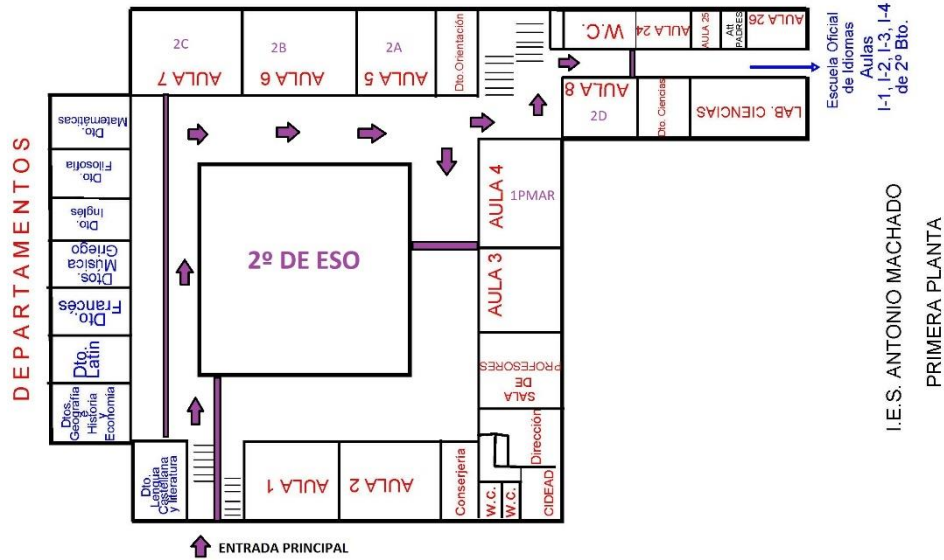 2C
AULA 7
2B
AULA 6
2A
AULA 5
Dto. Orientación
W.C.
AULA 24
AULA 25
Aft
PADRES
AULA 26
AULA 8
2D
Dto. Ciencias
LAB. CIENCIAS
Escuela Oficial
de Idiomas
Aulas
I-1, I-2, I-3, I-4
de 2º Bto.
DEPARTAMENTOS
Dto.
Matemáticas
Dto.
Filosofia
Dto.
Inglés
Dtos.
Música
Griego
Dto.
Francés
Dto.
Latín
Dtos.
Geografía
e
Historia
y
Economía
Dto.
Lengua
Castellana
y literatura
2º DE ESO
AULA 4
1PMAR
AULA 3
SALA
DE
PROFESORES
Dirección
CIDEAD
W.C.
W.C.
Conserjería
AULA 2
AULA 1
ENTRADA PRINCIPAL
I.E.S. ANTONIO MACHADO
PRIMERA PLANTA